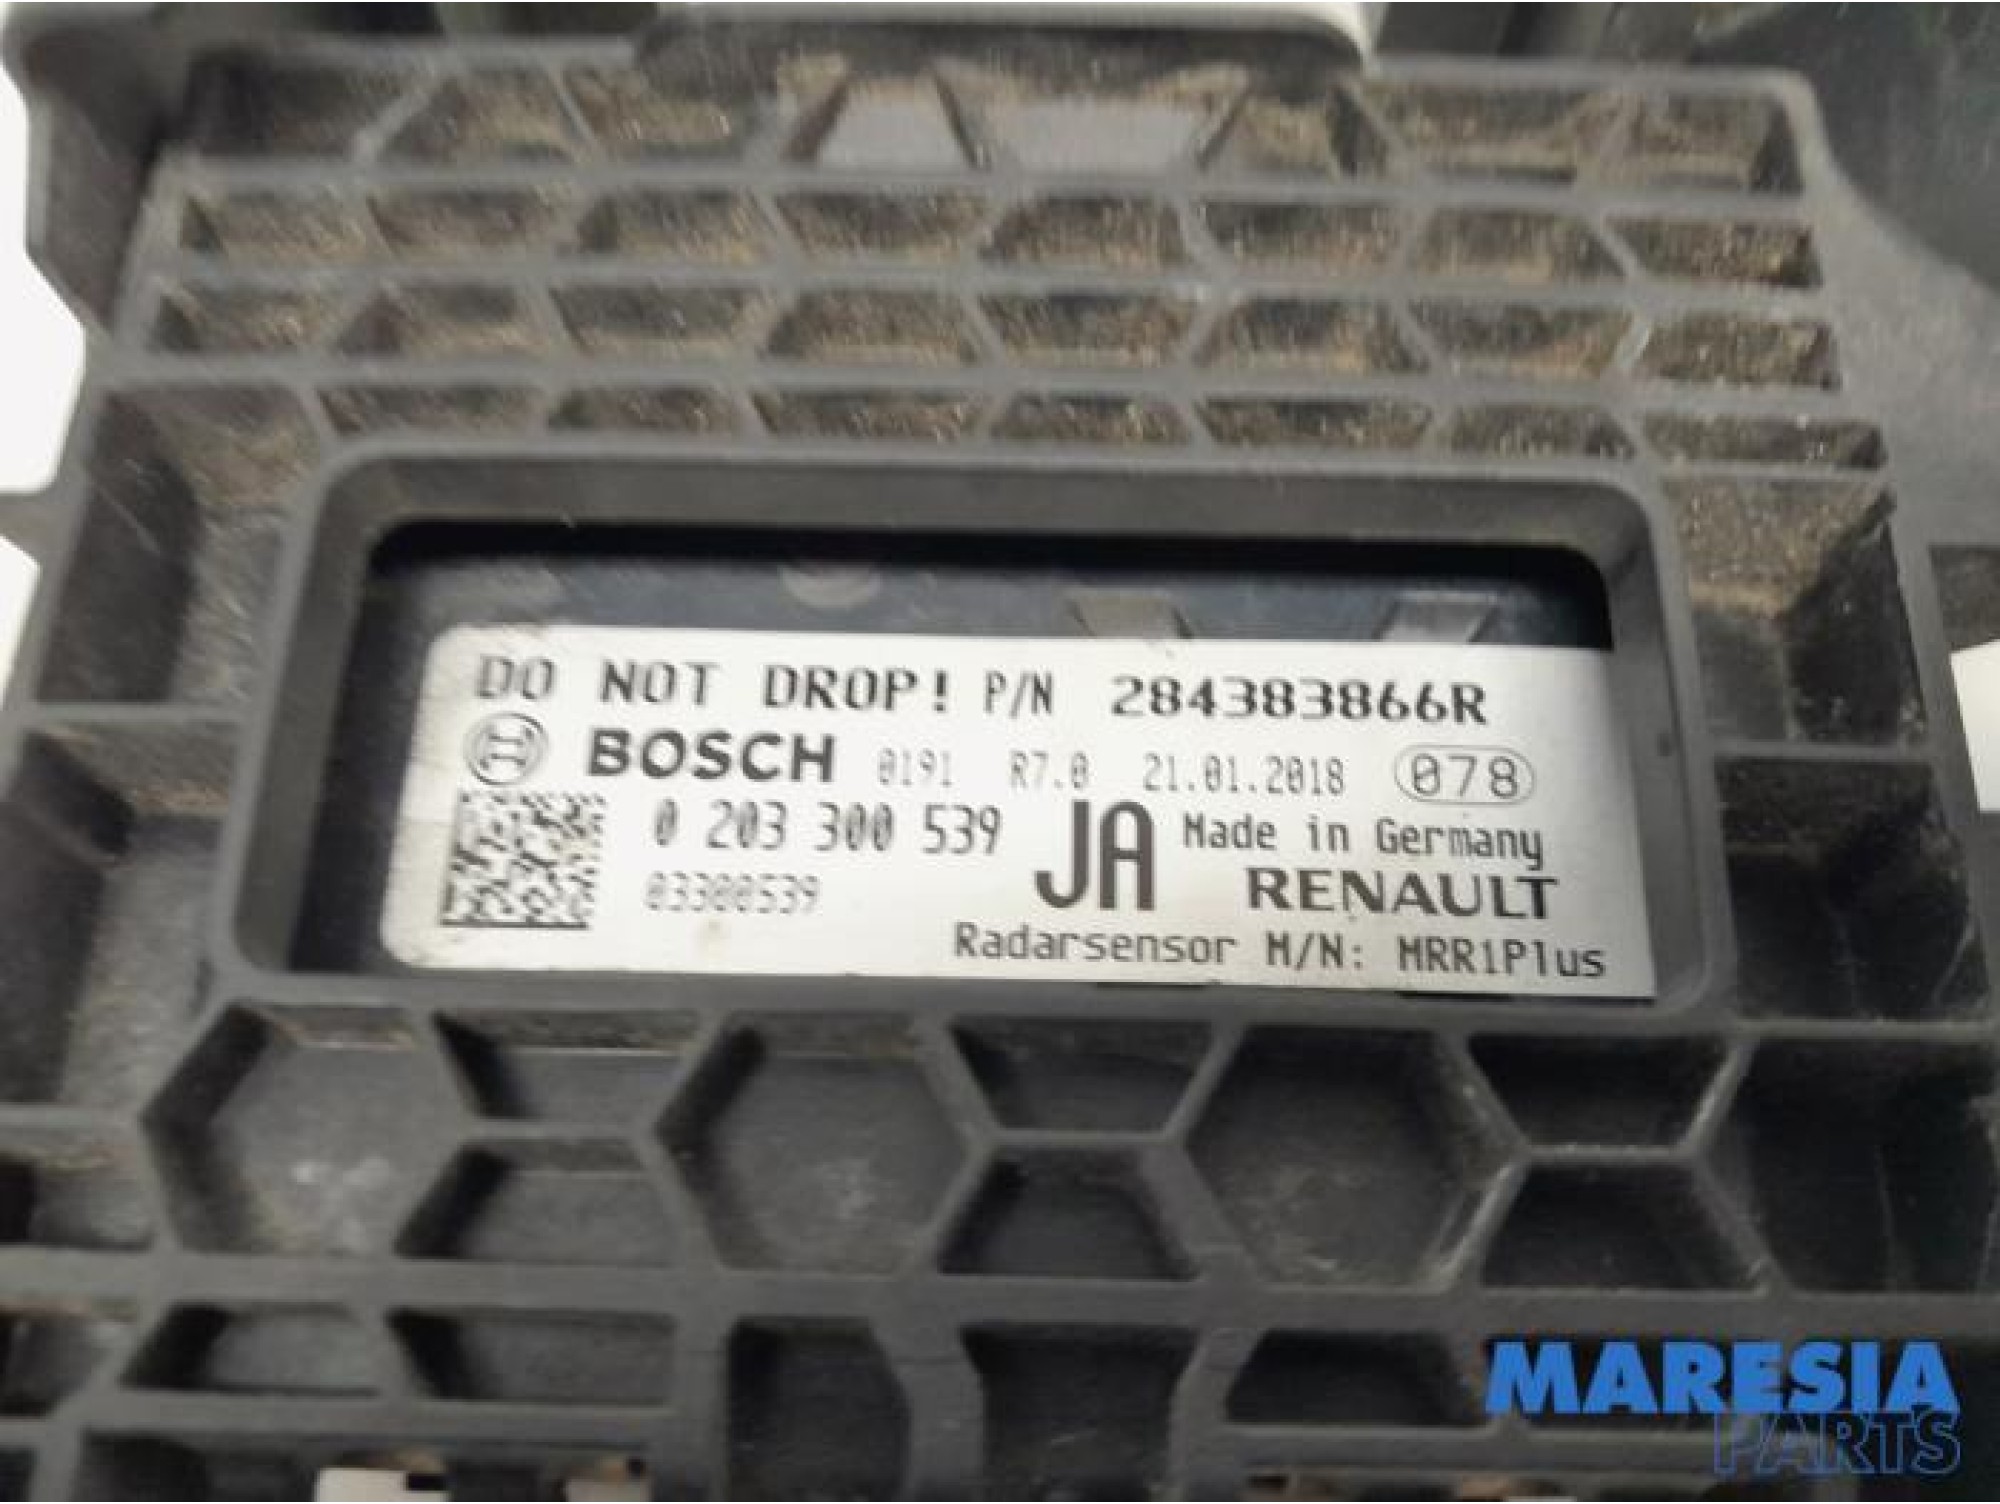 DO NOT DROP! P/N 284383866R
BOSCH 0191 R7.0 21.01.2018 078
0 203 300 539 JA Made in Germany
03300539 RENAULT
Radarsensor M/N: MRR1Plus
MARESIA
PARTS